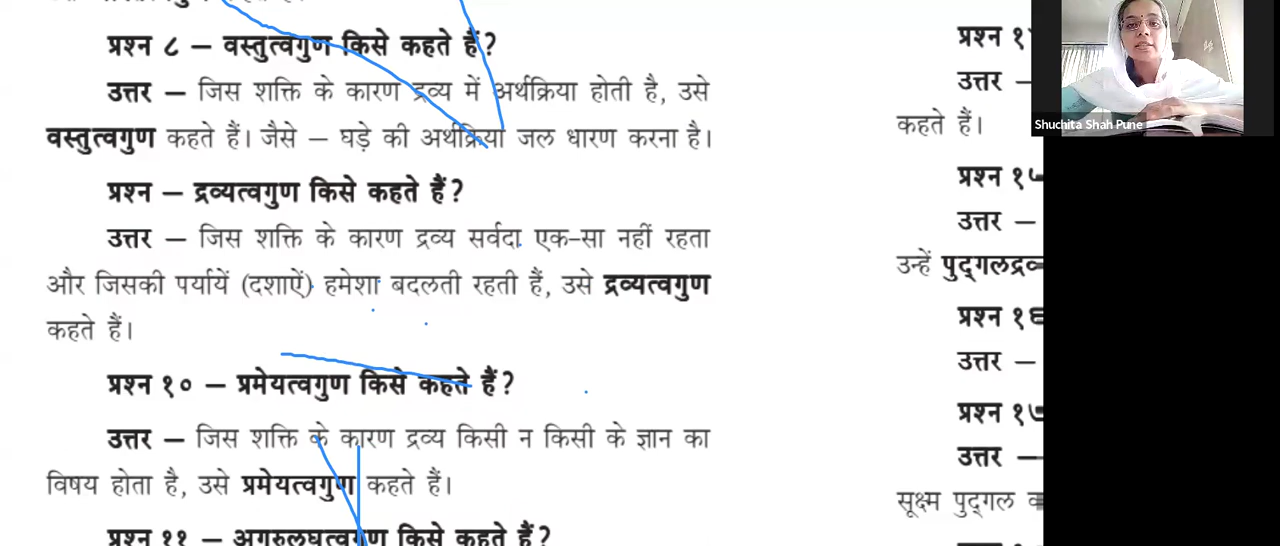 प्रश्न ८ – वस्तुत्वगुण किसे कहते हैं?
उत्तर – जिस शक्ति के कारण द्रव्य में अर्थक्रिया होती है, उसे
वस्तुत्वगुण कहते हैं। जैसे – घड़े की अर्थक्रिया जल धारण करना है।
प्रश्न – द्रव्यत्वगुण किसे कहते हैं?
उत्तर – जिस शक्ति के कारण द्रव्य सर्वदा एक-सा नहीं रहता
और जिसकी पर्यायें (दशाऐं) हमेशा बदलती रहती हैं, उसे द्रव्यत्वगुण
कहते हैं।
प्रश्न १० – प्रमेयत्वगुण किसे कहते हैं?
उत्तर – जिस शक्ति के कारण द्रव्य किसी न किसी के ज्ञान का
विषय होता है, उसे प्रमेयत्वगुण कहते हैं।
प्रश्न ११ – अगुरुलघुत्वगुण किसे कहते हैं?
प्रश्न
उत्तर –
कहते हैं।
प्रश्न १५
उत्तर –
उन्हें पुद्गलद्रव्य
प्रश्न १६
उत्तर –
प्रश्न १७
उत्तर –
सूक्ष्म पुद्गल
Shuchita Shah Pune